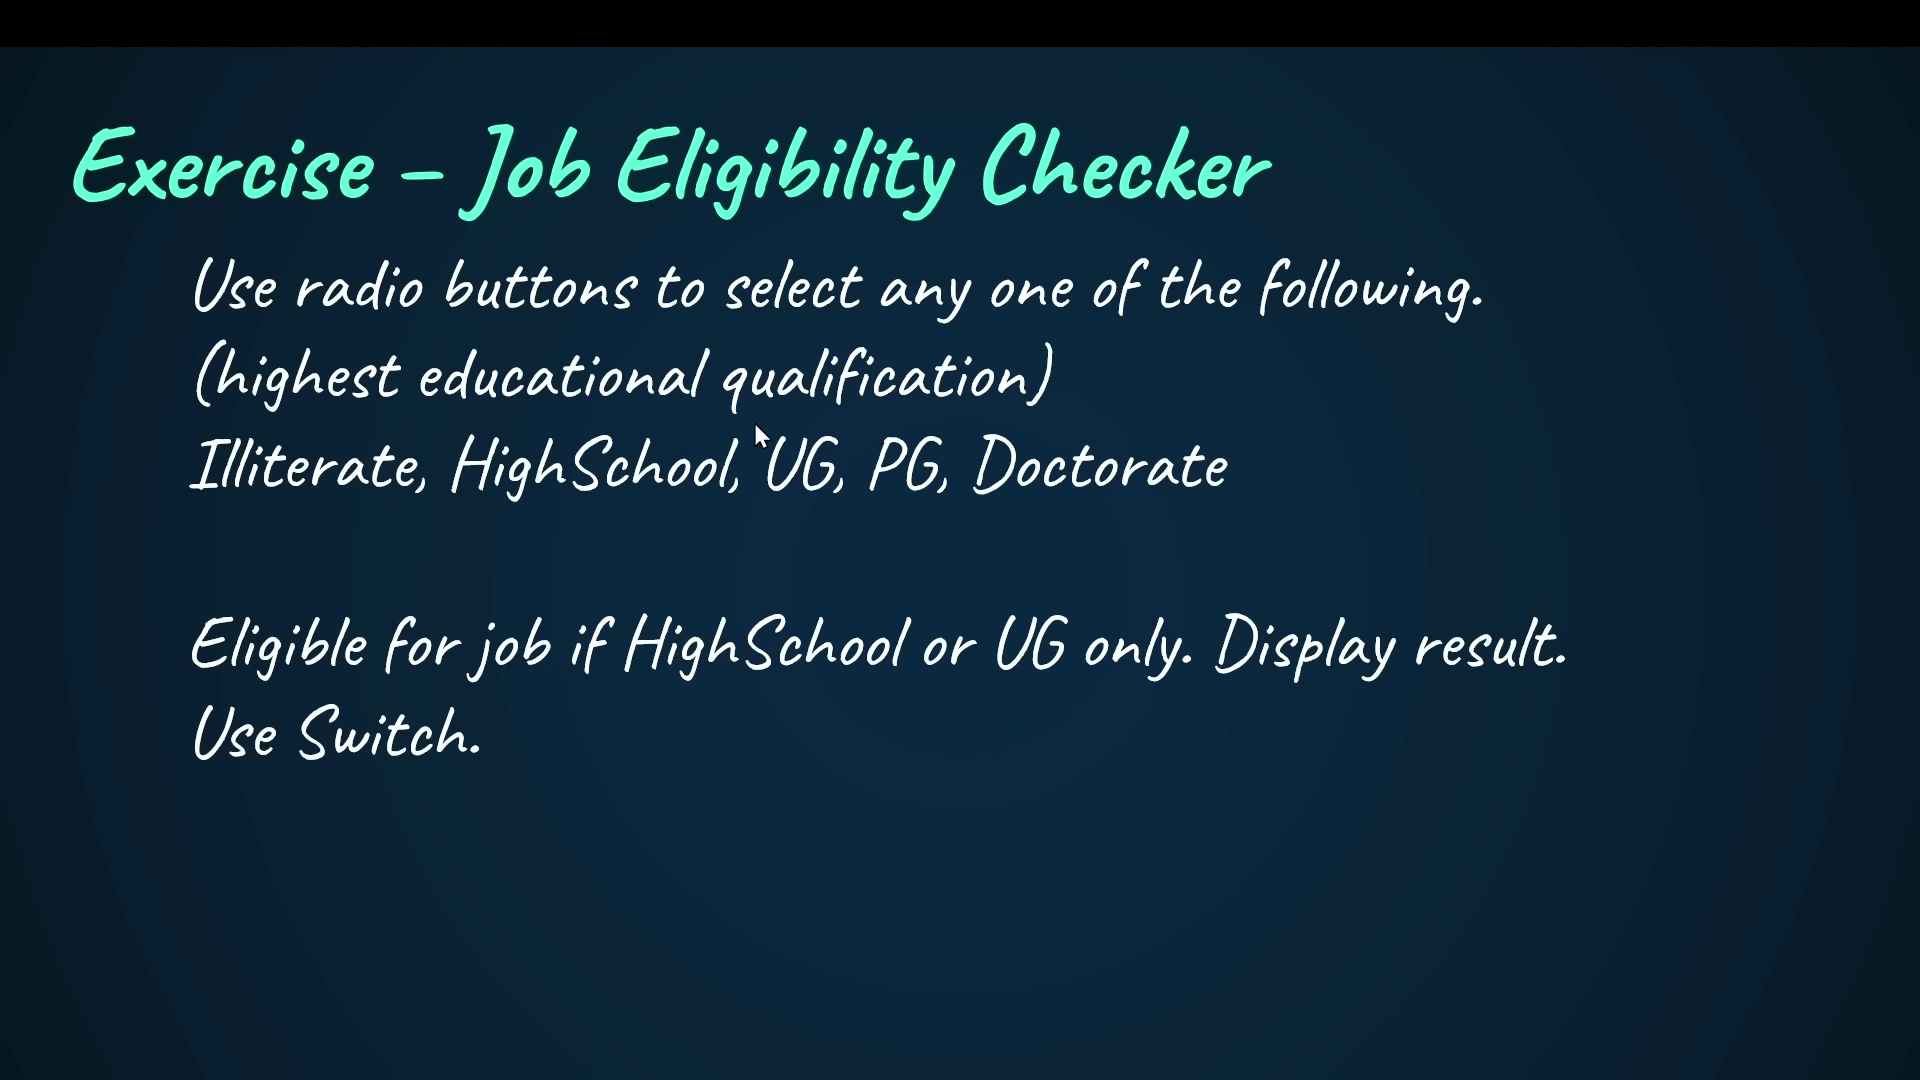 Exercise – Job Eligibility Checker
Use radio buttons to select any one of the following.
(highest educational qualification)
Illiterate, HighSchool, UG, PG, Doctorate
Eligible for job if HighSchool or UG only. Display result.
Use Switch.